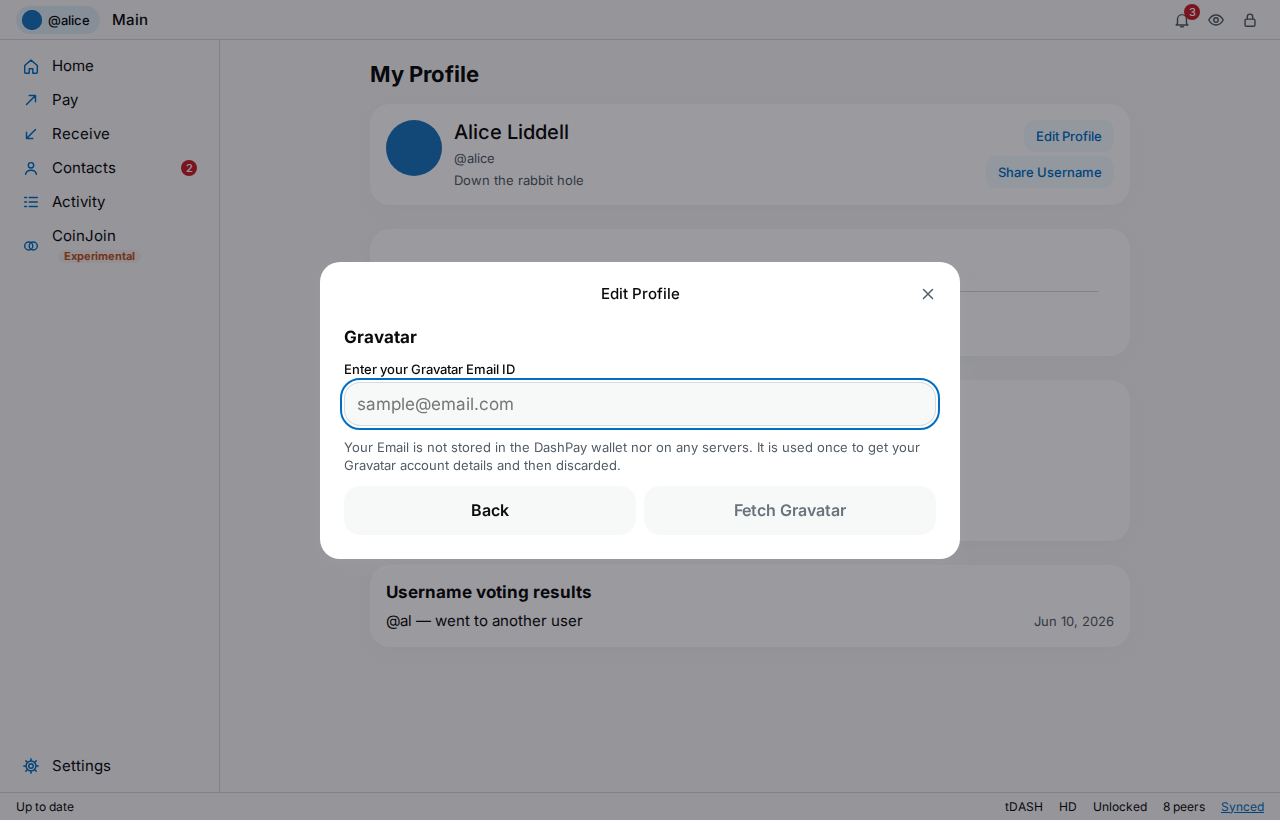 @alice
Main
3
Home
Pay
Receive
Contacts
2
Activity
CoinJoin
Experimental
Settings
My Profile
Alice Liddell
@alice
Down the rabbit hole
Edit Profile
Share Username
Edit Profile
Gravatar
Enter your Gravatar Email ID
sample@email.com
Your Email is not stored in the DashPay wallet nor on any servers. It is used once to get your
Gravatar account details and then discarded.
Back
Fetch Gravatar
Username voting results
@al — went to another user
Jun 10, 2026
Up to date
tDASH
HD
Unlocked
8 peers
Synced